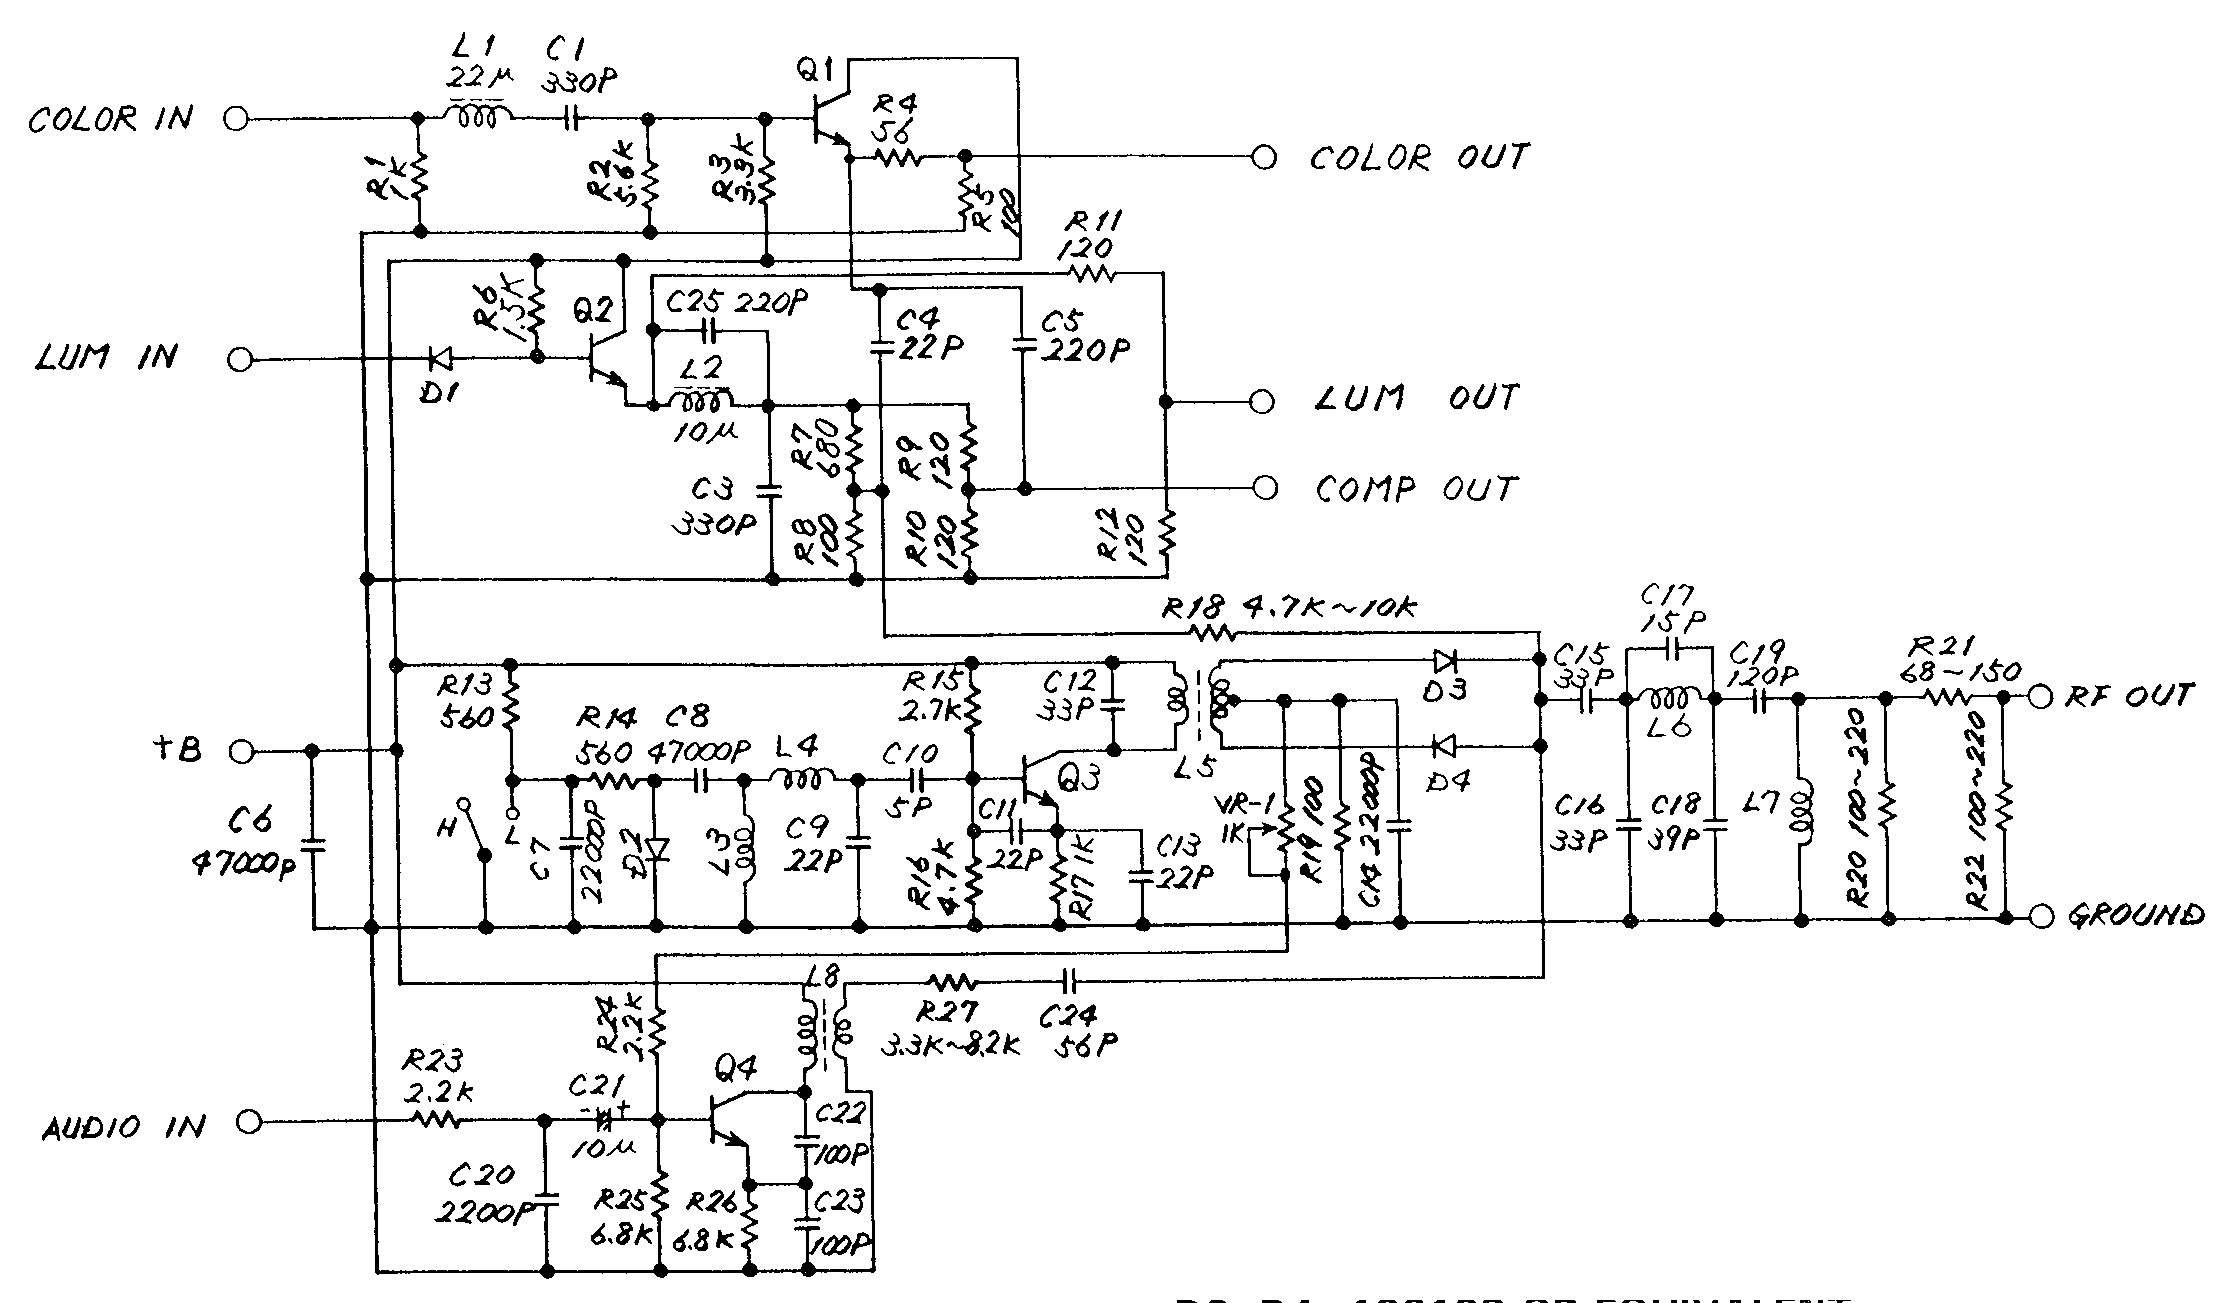 L1
22μ
C1
330P
Q1
R4
56
COLOR IN
R1
1K
R2
5.6K
R3
3.9K
R5
100
COLOR OUT
R11
120
R6
1.5K
Q2
C25 220P
C4
22P
C5
220P
LUM IN
D1
L2
10μ
LUM OUT
R7
680
R9
120
C3
330P
COMP OUT
R8
100
R10
120
R12
120
R18 4.7K~10K
C17
15P
R13
560
R14
560
C8
47000P
L4
R15
2.7K
C12
33P
L5
D3
C15
33P
L6
C19
120P
R21
68~150
RF OUT
+B
C10
5P
Q3
D4
C6
47000P
H
L
C7
22000P
D2
L3
C9
22P
C11
22P
R16
4.7K
R17 1K
C13
22P
VR-1
1K
R19 100
C14 22000P
C16
33P
C18
39P
L7
R20 100~220
R22 100~220
GROUND
L8
R24
2.2K
R27
3.3K~8.2K
C24
56P
R23
2.2K
C21
- +
10μ
Q4
AUDIO IN
C22
100P
C20
2200P
R25
6.8K
R26
6.8K
C23
100P